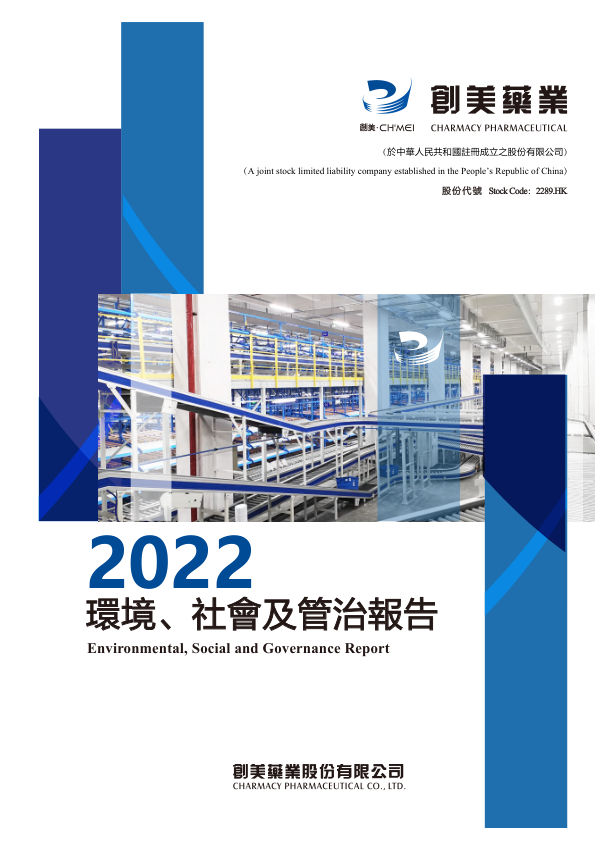 創美藥業
創美·CH'MEI
CHARMACY PHARMACEUTICAL
(於中華人民共和國註冊成立之股份有限公司)
(A joint stock limited liability company established in the People's Republic of China)
股份代號 Stock Code: 2289.HK
2022
環境、社會及管治報告
Environmental, Social and Governance Report
創美藥業股份有限公司
CHARMACY PHARMACEUTICAL CO., LTD.